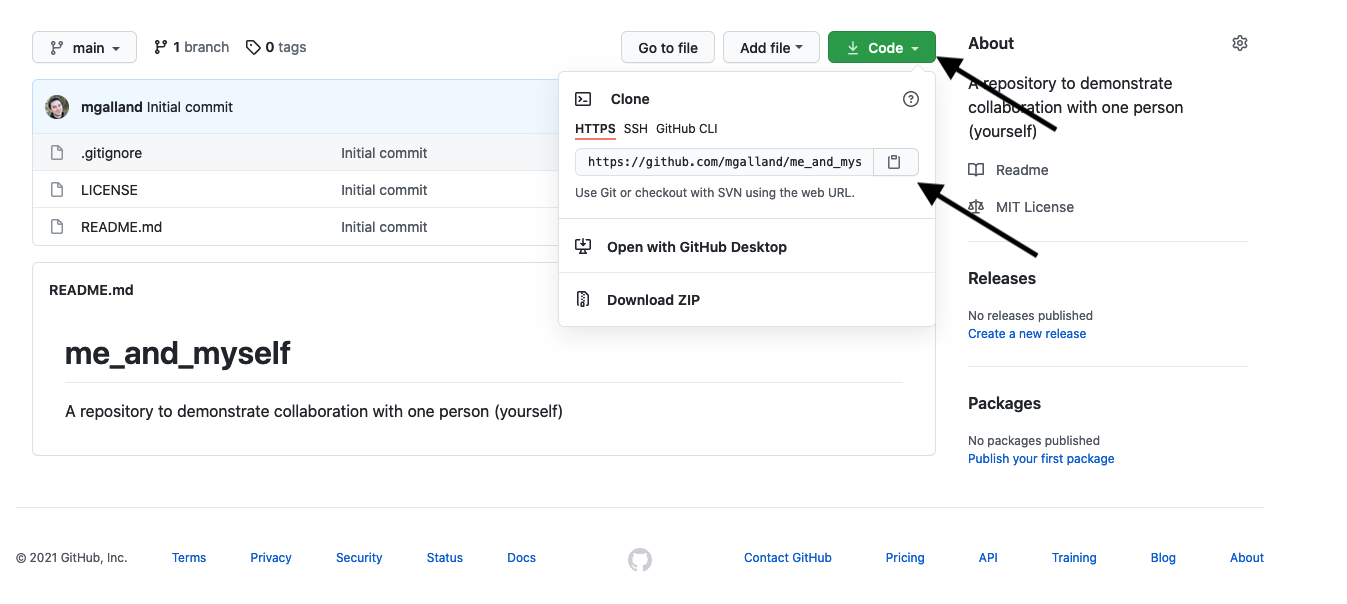 main
1 branch
0 tags
Go to file
Add file
Code
mgalland Initial commit
.gitignore Initial commit
LICENSE Initial commit
README.md Initial commit
Clone
HTTPS SSH GitHub CLI
https://github.com/mgalland/me_and_mys
Use Git or checkout with SVN using the web URL.
Open with GitHub Desktop
Download ZIP
README.md
me_and_myself
A repository to demonstrate collaboration with one person (yourself)
About
A repository to demonstrate
collaboration with one person
(yourself)
Readme
MIT License
Releases
No releases published
Create a new release
Packages
No packages published
Publish your first package
© 2021 GitHub, Inc. Terms Privacy Security Status Docs Contact GitHub Pricing API Training Blog About